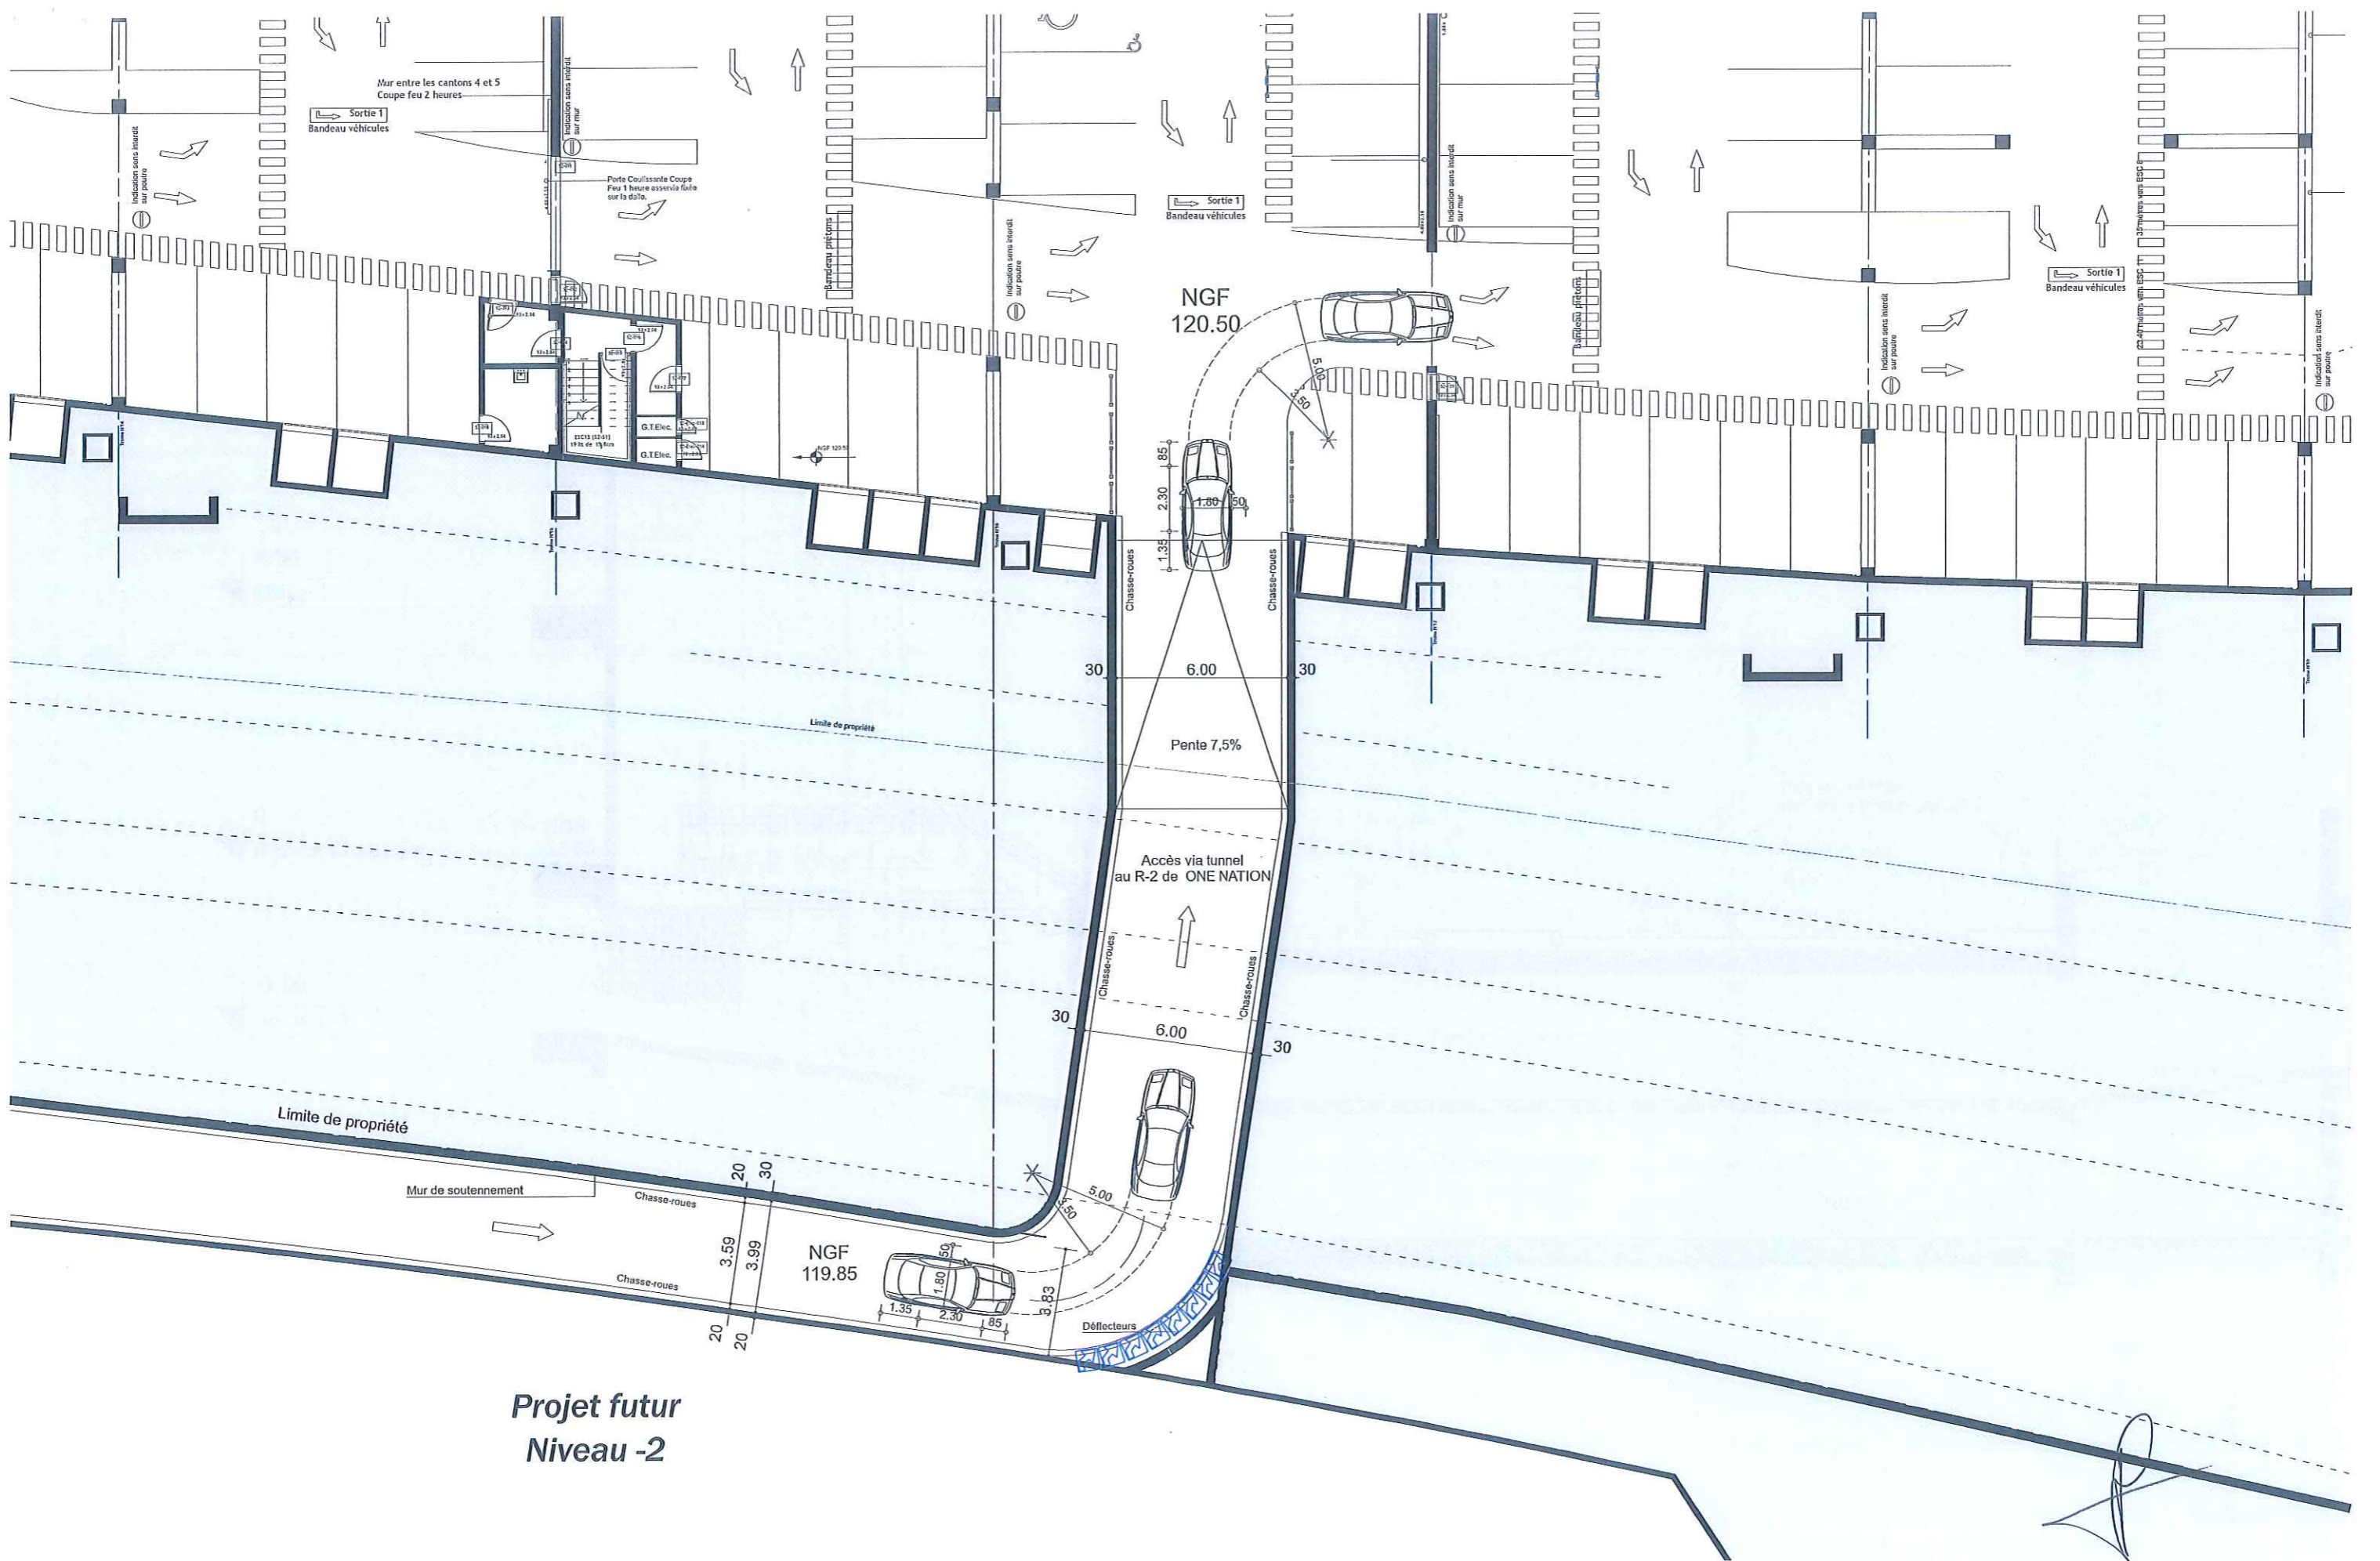 Mur entre les cantons 4 et 5
Coupe feu 2 heures
Sortie 1
Bandeau véhicules
Indication sens interdit
sur poutre
Indication sens interdit
sur mur
Porte Coulissante Coupe
Feu 1 heure asservie fixée
sur la dalle.
Bandeau piétons
Indication sens interdit
sur poutre
Sortie 1
Bandeau véhicules
Indication sens interdit
sur mur
Bandeau piétons
Indication sens interdit
sur poutre
Sortie 1
Bandeau véhicules
Indication sens interdit
sur poutre
NGF
120.50
5.00
3.50
G.T.Elec.
G.T.Elec.
85
2.30
1.35
1.80
50
Chasse-roues
Chasse-roues
30
6.00
30
Limite de propriété
Pente 7,5%
Accès via tunnel
au R-2 de ONE NATION
Chasse-roues
Chasse-roues
30
6.00
30
Limite de propriété
Mur de soutennement
Chasse-roues
20
30
3.59
3.99
20
20
Chasse-roues
NGF
119.85
50
1.80
1.35
2.30
85
3.83
5.00
3.50
Déflecteurs
Projet futur
Niveau -2